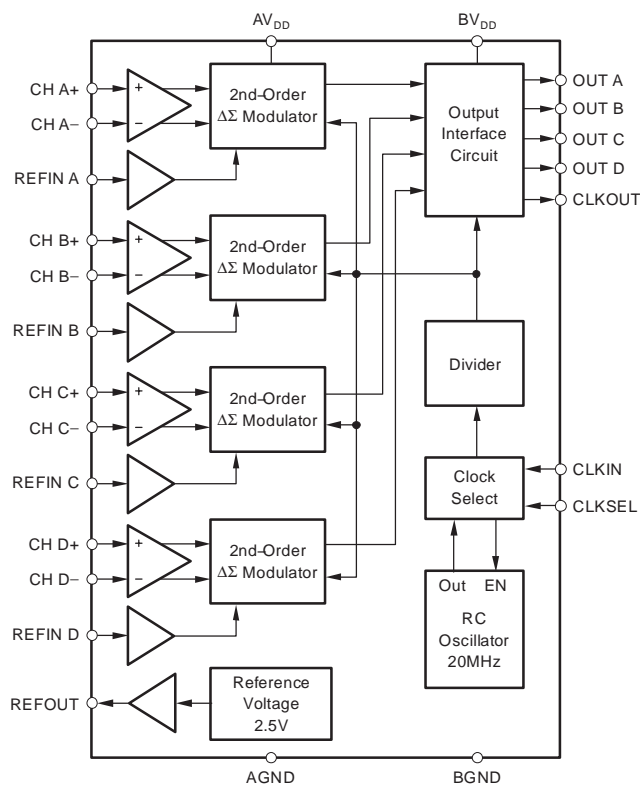 AVDD
BVDD
CH A+
+
2nd-Order
ΔΣ Modulator
CH A−
−
REFIN A
Output
Interface
Circuit
OUT A
OUT B
OUT C
OUT D
CLKOUT
CH B+
+
2nd-Order
ΔΣ Modulator
CH B−
−
REFIN B
Divider
CH C+
+
2nd-Order
ΔΣ Modulator
CH C−
−
REFIN C
Clock
Select
CLKIN
CLKSEL
CH D+
+
2nd-Order
ΔΣ Modulator
CH D−
−
REFIN D
Out EN
RC
Oscillator
20MHz
REFOUT
Reference
Voltage
2.5V
AGND
BGND